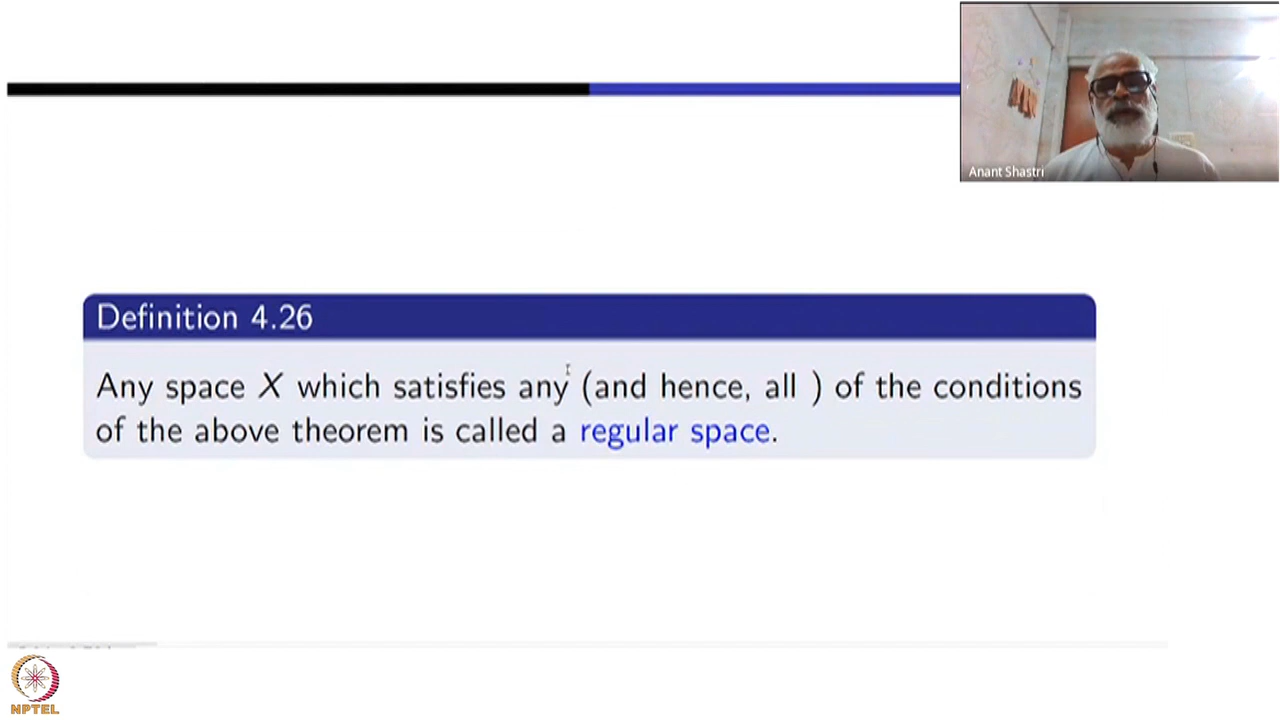 Anant Shastri
Definition 4.26
Any space X which satisfies any (and hence, all ) of the conditions
of the above theorem is called a regular space.
NPTEL